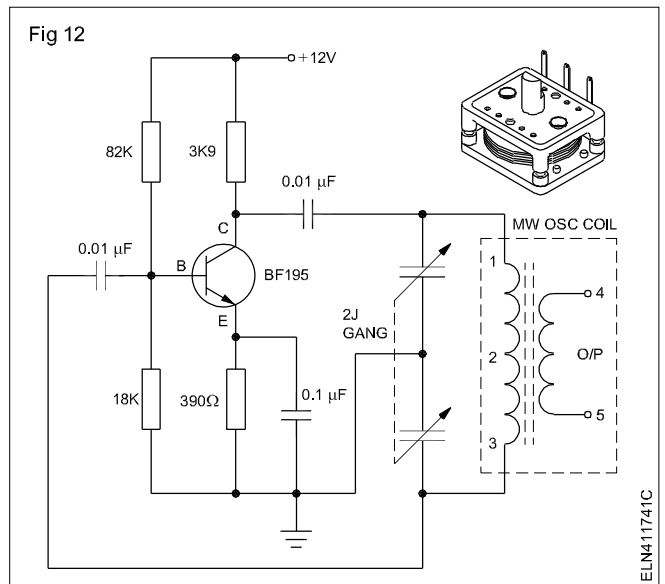 Fig 12
+12V
82K
3K9
0.01 µF
MW OSC COIL
C
1
0.01 µF
B
BF195
4
2J
GANG
2
O/P
E
18K
390Ω
0.1 µF
5
3
ELN411741C